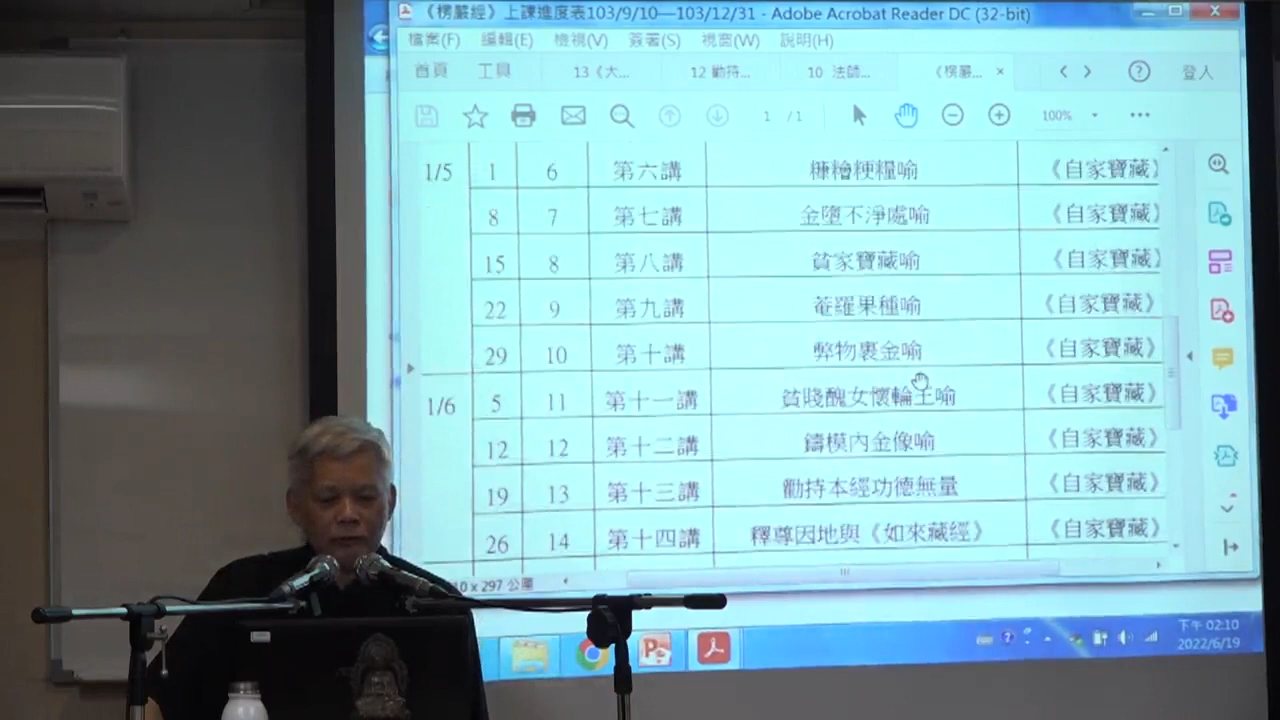 《楞嚴經》上課進度表103/9/10—103/12/31 - Adobe Acrobat Reader DC (32-bit)
檔案(F) 編輯(E) 檢視(V) 簽署(S) 視窗(W) 說明(H)
首頁 工具 13《大... 12 勸持... 10 法師... 《楞嚴... × ? 登入
1 / 1 100%
1/5 1 6 第六講 糠糩粳糧喻 《自家寶藏》
8 7 第七講 金墮不淨處喻 《自家寶藏》
15 8 第八講 貧家寶藏喻 《自家寶藏》
22 9 第九講 菴羅果種喻 《自家寶藏》
29 10 第十講 弊物裹金喻 《自家寶藏》
1/6 5 11 第十一講 貧賤醜女懷輪王喻 《自家寶藏》
12 12 第十二講 鑄模內金像喻 《自家寶藏》
19 13 第十三講 勸持本經功德無量 《自家寶藏》
26 14 第十四講 釋尊因地與《如來藏經》 《自家寶藏》
10 x 297 公釐
下午 02:10
2022/6/19